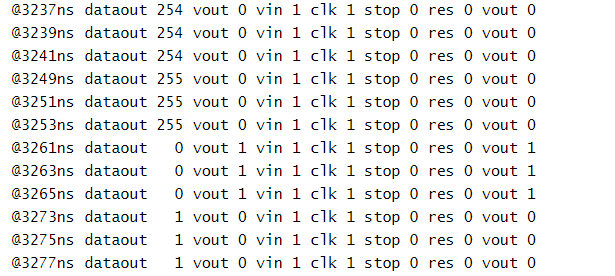 @3237ns dataout 254 vout 0 vin 1 clk 1 stop 0 res 0 vout 0
@3239ns dataout 254 vout 0 vin 1 clk 1 stop 0 res 0 vout 0
@3241ns dataout 254 vout 0 vin 1 clk 1 stop 0 res 0 vout 0
@3249ns dataout 255 vout 0 vin 1 clk 1 stop 0 res 0 vout 0
@3251ns dataout 255 vout 0 vin 1 clk 1 stop 0 res 0 vout 0
@3253ns dataout 255 vout 0 vin 1 clk 1 stop 0 res 0 vout 0
@3261ns dataout   0 vout 1 vin 1 clk 1 stop 0 res 0 vout 1
@3263ns dataout   0 vout 1 vin 1 clk 1 stop 0 res 0 vout 1
@3265ns dataout   0 vout 1 vin 1 clk 1 stop 0 res 0 vout 1
@3273ns dataout   1 vout 0 vin 1 clk 1 stop 0 res 0 vout 0
@3275ns dataout   1 vout 0 vin 1 clk 1 stop 0 res 0 vout 0
@3277ns dataout   1 vout 0 vin 1 clk 1 stop 0 res 0 vout 0